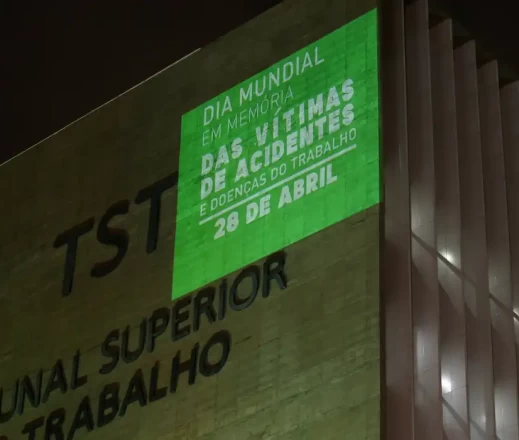 DIA MUNDIAL
EM MEMÓRIA
DAS VÍTIMAS
DE ACIDENTES
E DOENÇAS DO TRABALHO
28 DE ABRIL
TST
UNAL SUPERIOR
TRABALHO